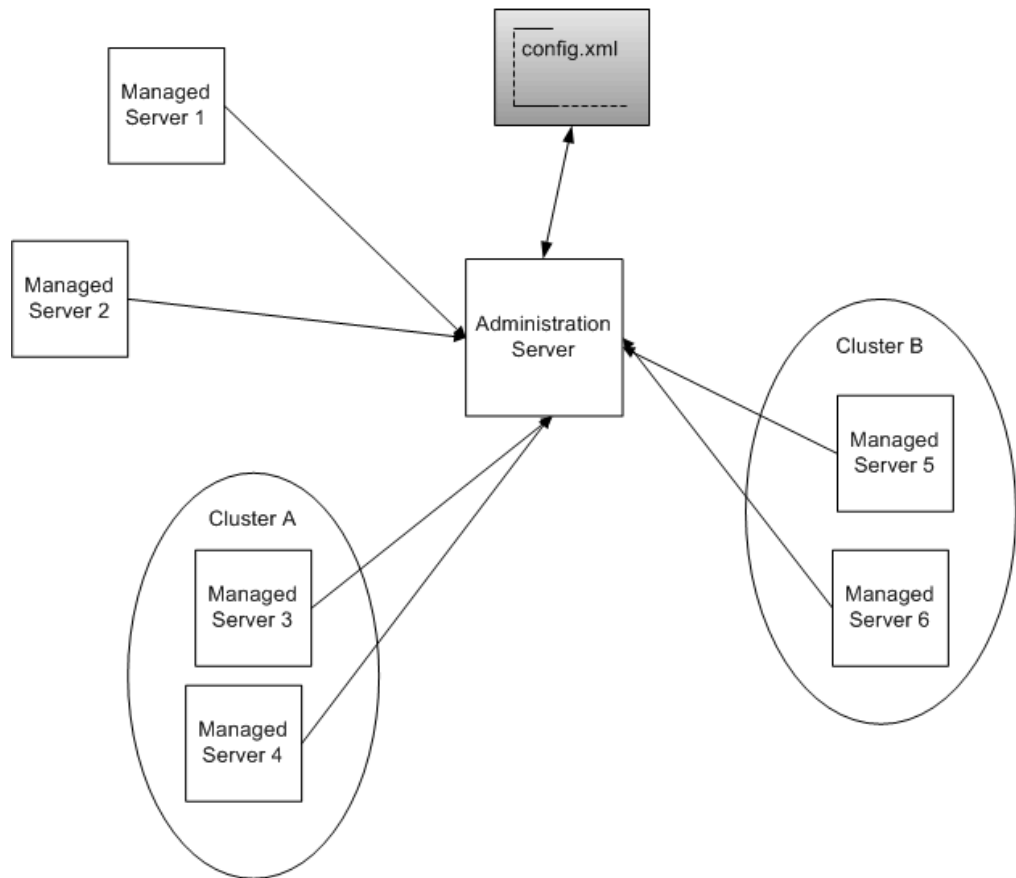 config.xml
Managed
Server 1
Managed
Server 2
Administration
Server
Cluster B
Managed
Server 5
Managed
Server 6
Cluster A
Managed
Server 3
Managed
Server 4